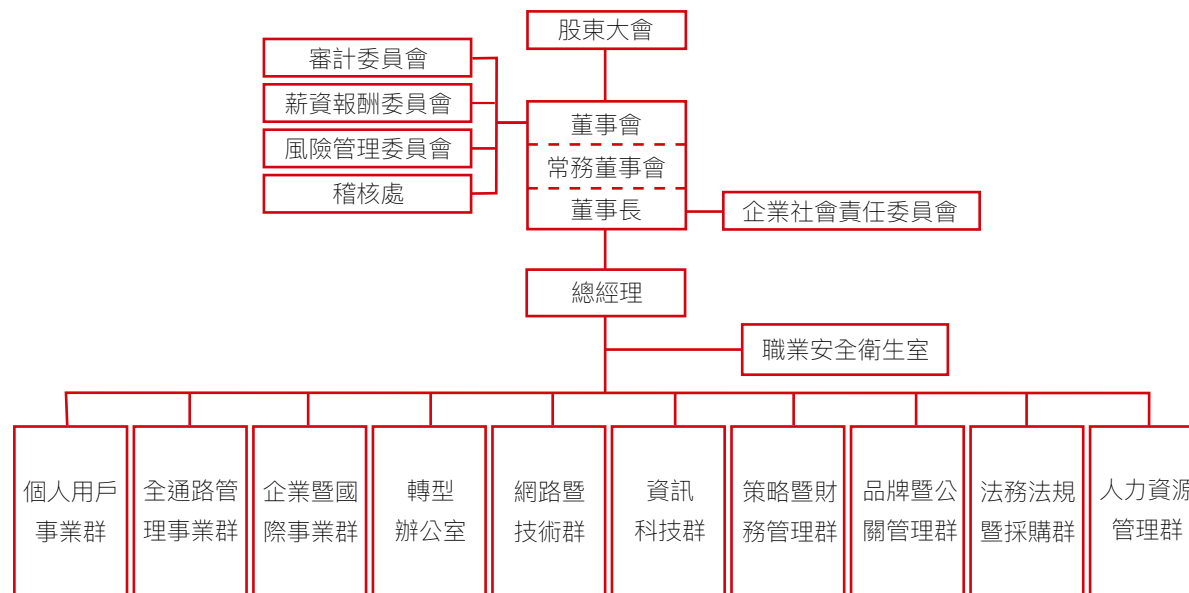 股東大會
審計委員會
薪資報酬委員會
風險管理委員會
稽核處
董事會
常務董事會
董事長
企業社會責任委員會
總經理
職業安全衛生室
個人用戶
事業群
全通路管
理事業群
企業暨國
際事業群
轉型
辦公室
網路暨
技術群
資訊
科技群
策略暨財
務管理群
品牌暨公
關管理群
法務法規
暨採購群
人力資源
管理群